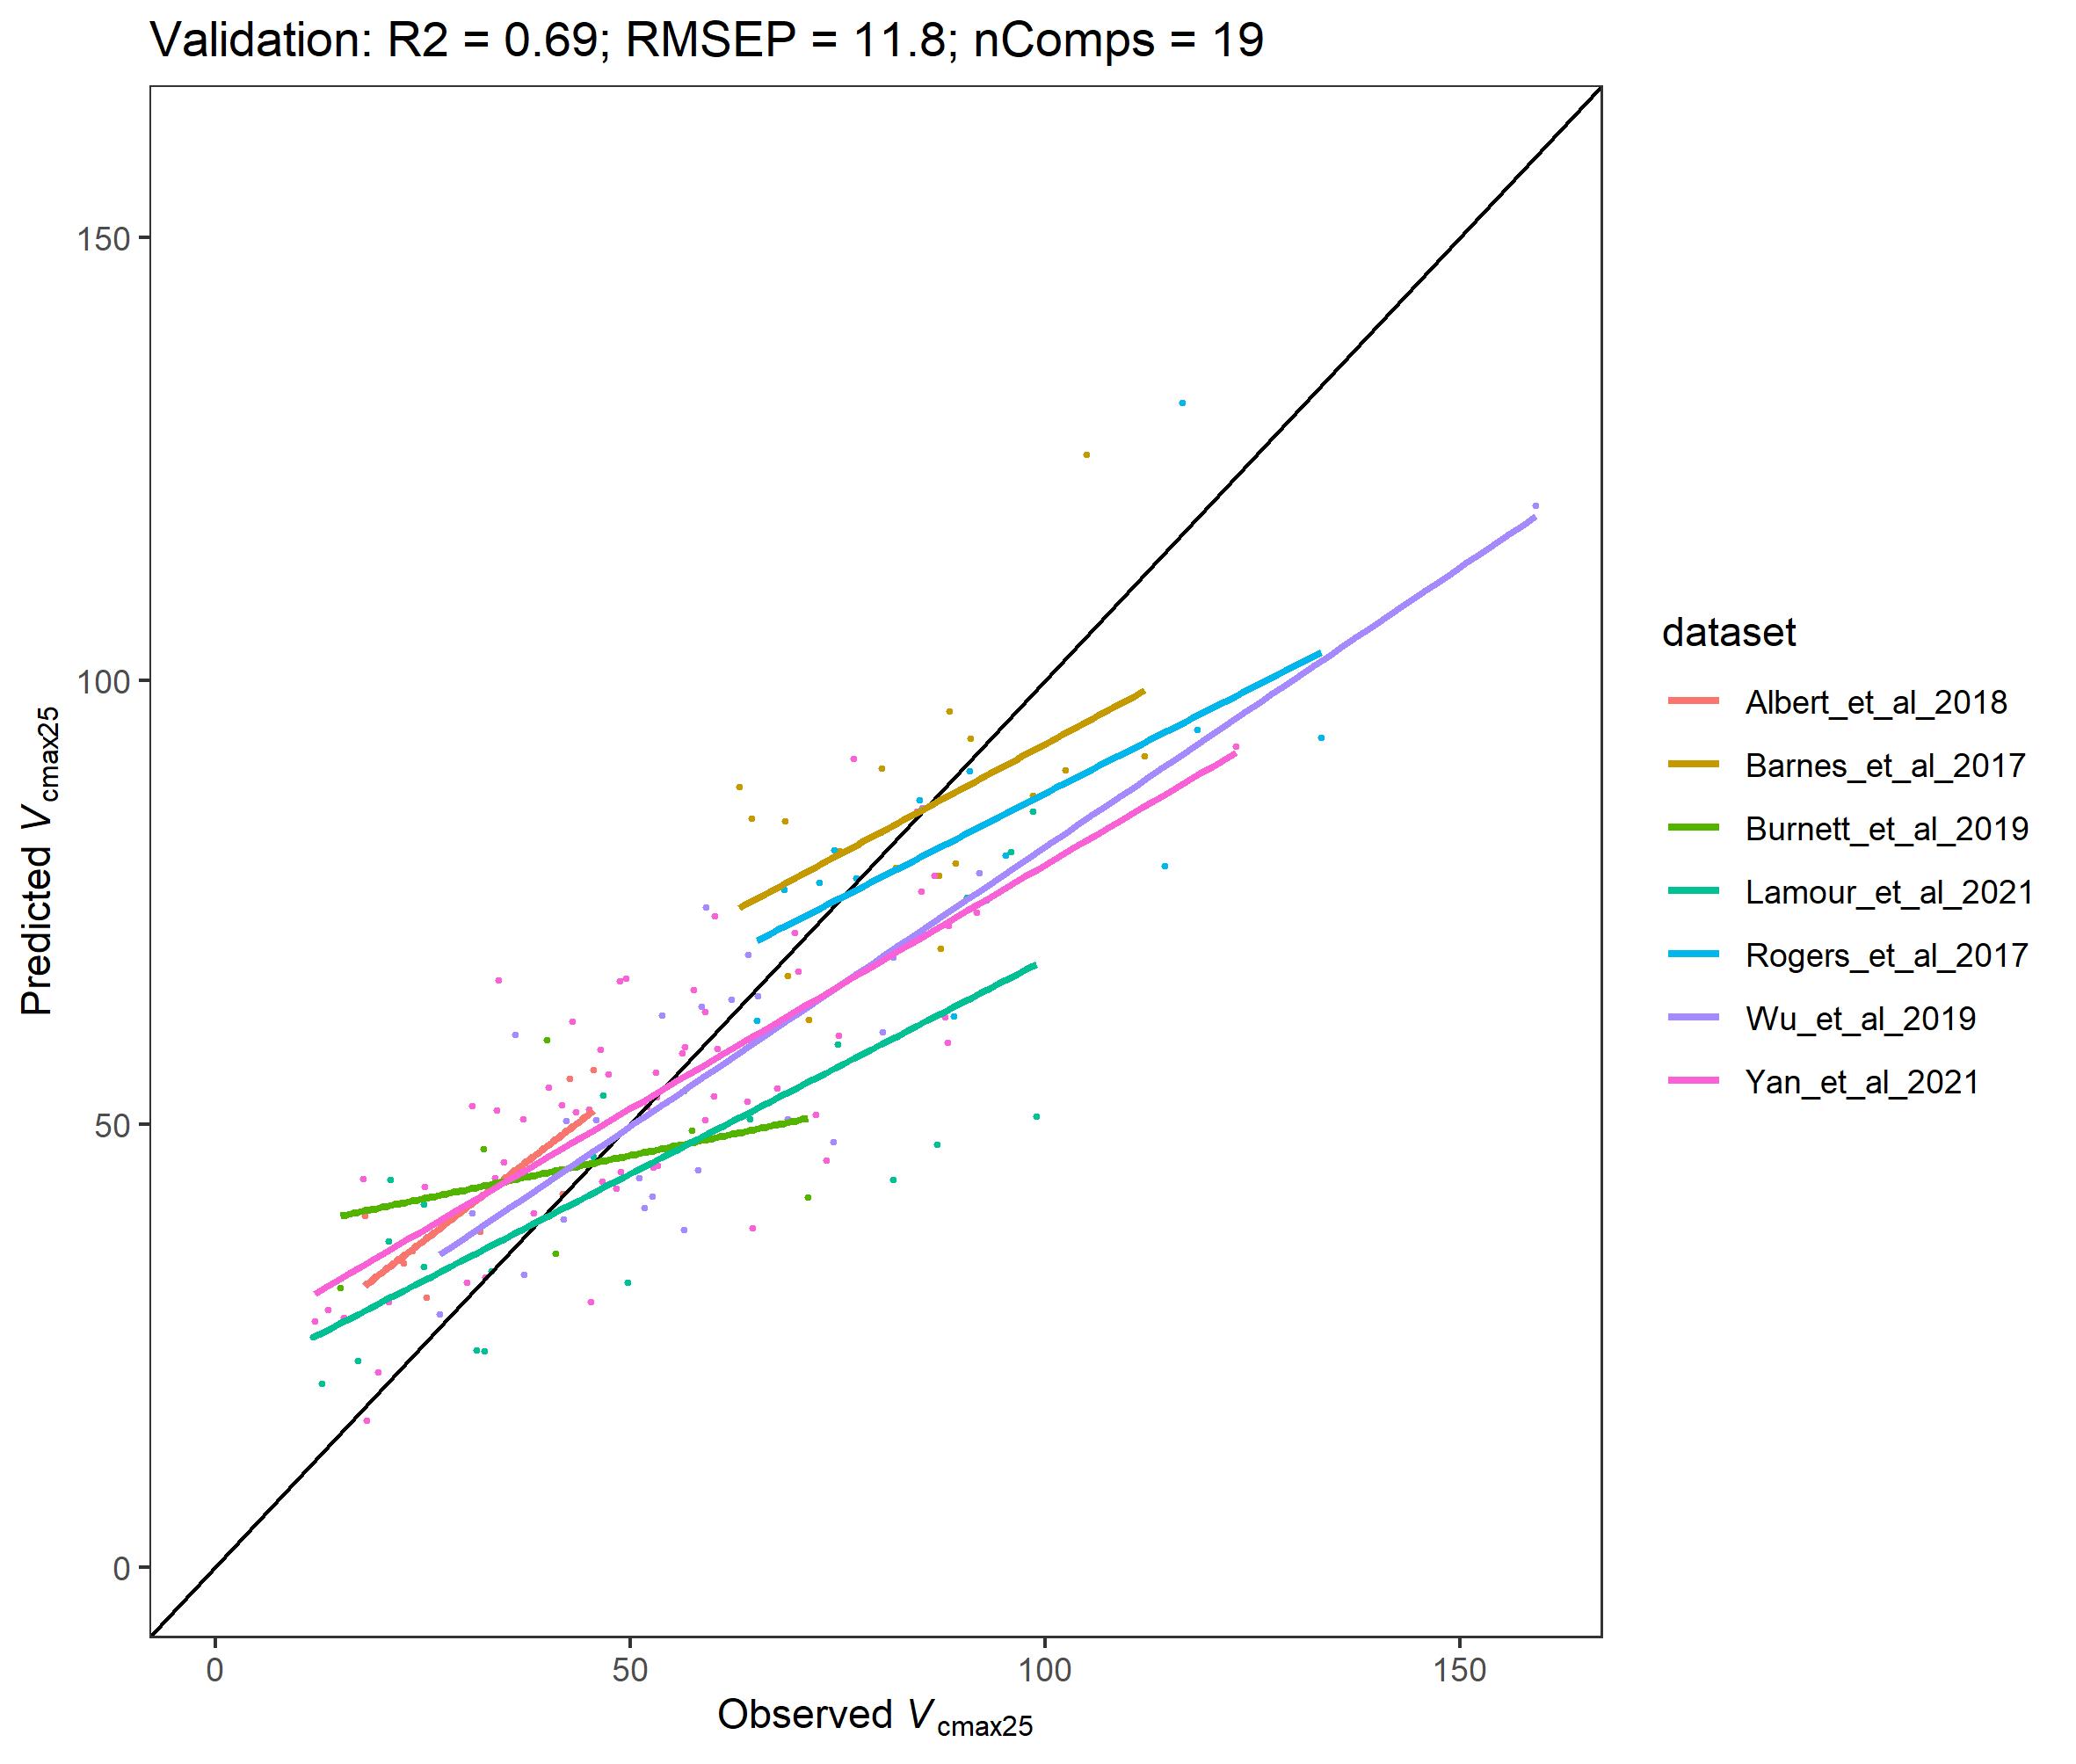 Validation: R2 = 0.69; RMSEP = 11.8; nComps = 19
150
100
50
0
Predicted Vcmax25
0 50 100 150
Observed Vcmax25
dataset
Albert_et_al_2018
Barnes_et_al_2017
Burnett_et_al_2019
Lamour_et_al_2021
Rogers_et_al_2017
Wu_et_al_2019
Yan_et_al_2021